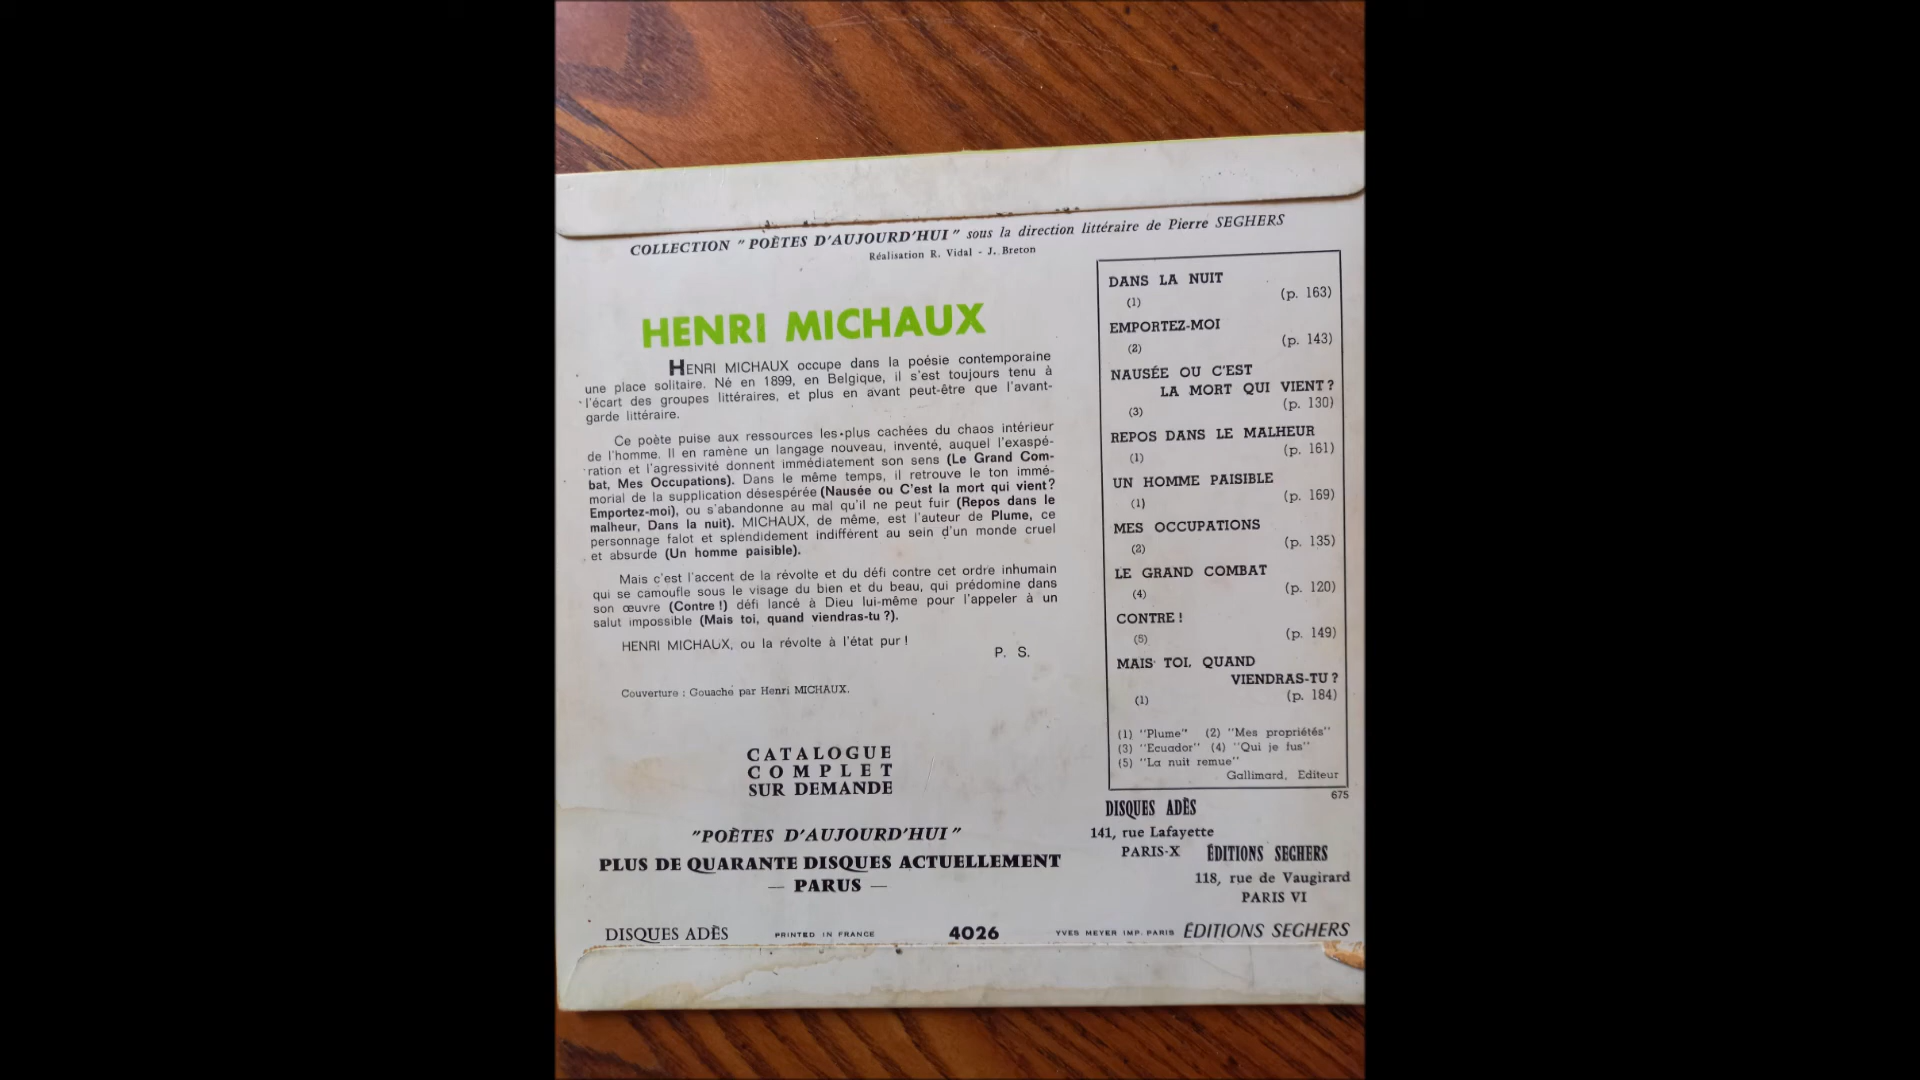 COLLECTION " POÈTES D'AUJOURD'HUI " sous la direction littéraire de Pierre SEGHERS
Réalisation R. Vidal - J. Breton
HENRI MICHAUX
HENRI MICHAUX occupe dans la poésie contemporaine
une place solitaire. Né en 1899, en Belgique, il s'est toujours tenu à
l'écart des groupes littéraires, et plus en avant peut-être que l'avant-
garde littéraire.
Ce poète puise aux ressources les plus cachées du chaos intérieur
de l'homme. Il en ramène un langage nouveau, inventé, auquel l'exaspé-
ration et l'agressivité donnent immédiatement son sens (Le Grand Com-
bat, Mes Occupations). Dans le même temps, il retrouve le ton immé-
morial de la supplication désespérée (Nausée ou C'est la mort qui vient?
Emportez-moi), ou s'abandonne au mal qu'il ne peut fuir (Repos dans le
malheur, Dans la nuit). MICHAUX, de même, est l'auteur de Plume, ce
personnage falot et splendidement indifférent au sein d'un monde cruel
et absurde (Un homme paisible).
Mais c'est l'accent de la révolte et du défi contre cet ordre inhumain
qui se camoufle sous le visage du bien et du beau, qui prédomine dans
son œuvre (Contre !) défi lancé à Dieu lui-même pour l'appeler à un
salut impossible (Mais toi, quand viendras-tu ?).
HENRI MICHAUX, ou la révolte à l'état pur !
P. S.
Couverture : Gouache par Henri MICHAUX.
CATALOGUE
COMPLET
SUR DEMANDE
"POÈTES D'AUJOURD'HUI"
PLUS DE QUARANTE DISQUES ACTUELLEMENT
— PARUS —
DANS LA NUIT
(1) (p. 163)
EMPORTEZ-MOI
(2) (p. 143)
NAUSÉE OU C'EST
LA MORT QUI VIENT ?
(3) (p. 130)
REPOS DANS LE MALHEUR
(1) (p. 161)
UN HOMME PAISIBLE
(1) (p. 169)
MES OCCUPATIONS
(2) (p. 135)
LE GRAND COMBAT
(4) (p. 120)
CONTRE !
(5) (p. 149)
MAIS TOI, QUAND
VIENDRAS-TU ?
(1) (p. 184)
(1) "Plume" (2) "Mes propriétés"
(3) "Ecuador" (4) "Qui je fus"
(5) "La nuit remue"
Gallimard, Editeur
675
DISQUES ADÈS
141, rue Lafayette
PARIS-X
ÉDITIONS SEGHERS
118, rue de Vaugirard
PARIS VI
DISQUES ADÈS PRINTED IN FRANCE 4026 YVES MEYER IMP. PARIS ÉDITIONS SEGHERS